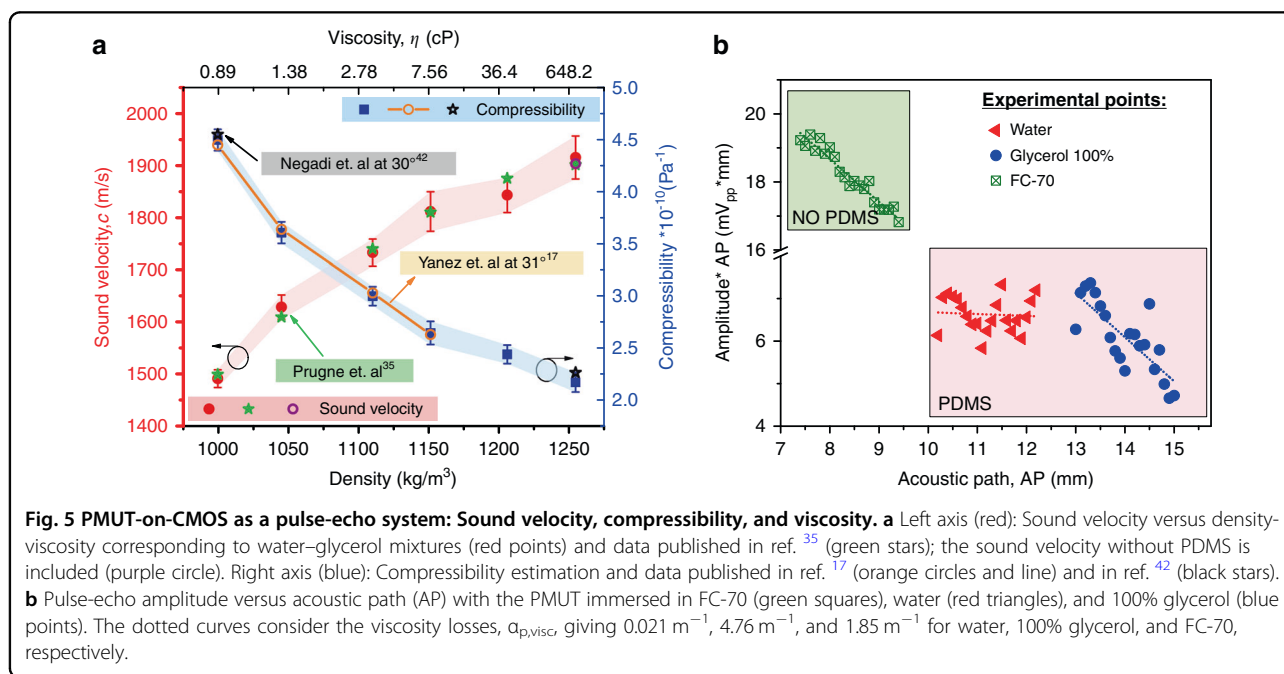 a
Viscosity, η (cP)
0.89 1.38 2.78 7.56 36.4 648.2
Sound velocity,c (m/s)
2000
1900
1800
1700
1600
1500
1400
Compressibility
Negadi et. al at 30°42
Yanez et. al at 31°17
Prugne et. al35
Sound velocity
5.0
4.5
4.0
3.5
3.0
2.5
2.0
Compressibility *10-10(Pa-1)
1000 1050 1100 1150 1200 1250
Density (kg/m3)
b
Amplitude* AP (mVpp*mm)
20
18
16
6
4
Experimental points:
Water
Glycerol 100%
FC-70
NO PDMS
PDMS
7 8 9 10 11 12 13 14 15
Acoustic path, AP (mm)
Fig. 5 PMUT-on-CMOS as a pulse-echo system: Sound velocity, compressibility, and viscosity. a Left axis (red): Sound velocity versus density-
viscosity corresponding to water–glycerol mixtures (red points) and data published in ref. 35 (green stars); the sound velocity without PDMS is
included (purple circle). Right axis (blue): Compressibility estimation and data published in ref. 17 (orange circles and line) and in ref. 42 (black stars).
b Pulse-echo amplitude versus acoustic path (AP) with the PMUT immersed in FC-70 (green squares), water (red triangles), and 100% glycerol (blue
points). The dotted curves consider the viscosity losses, αp,visc, giving 0.021 m−1, 4.76 m−1, and 1.85 m−1 for water, 100% glycerol, and FC-70,
respectively.